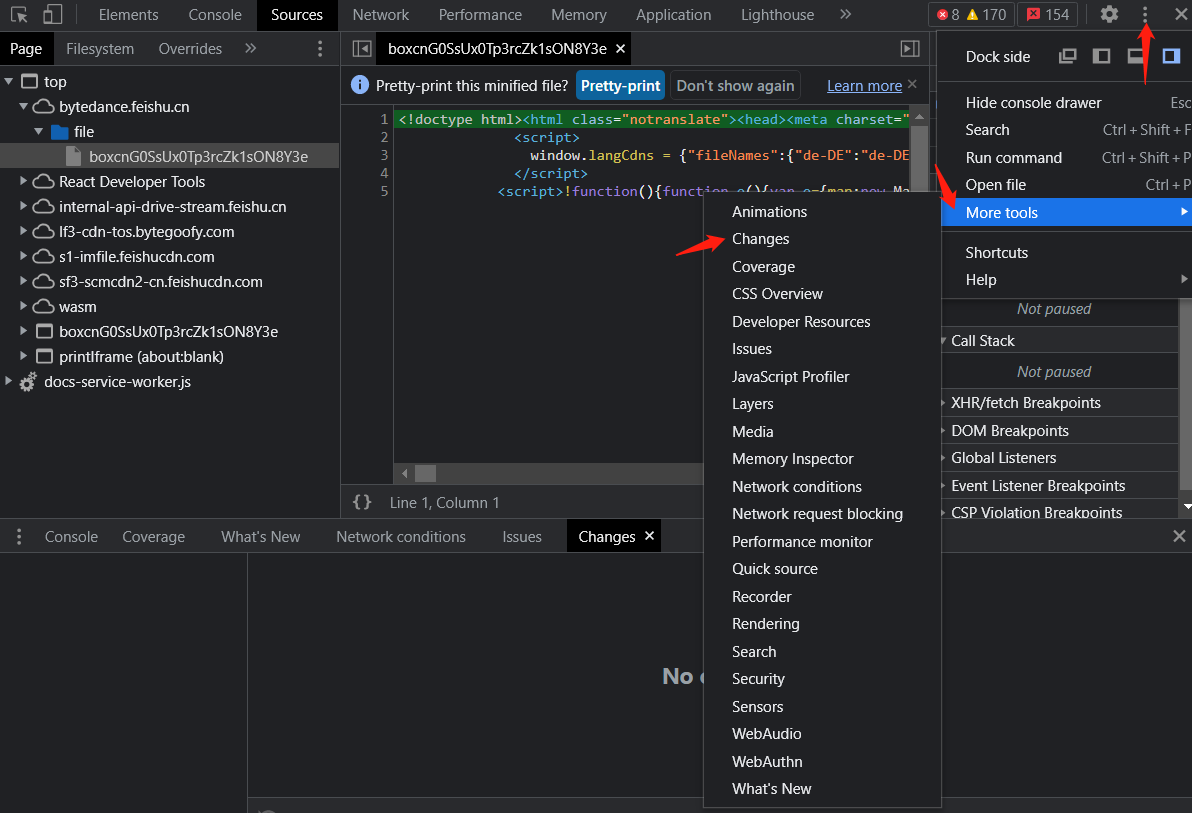 Elements Console Sources Network Performance Memory Application Lighthouse 8 170 154
Page Filesystem Overrides
boxcnG0SsUx0Tp3rcZk1sON8Y3e
Dock side
Pretty-print this minified file? Pretty-print Don't show again Learn more
top
bytedance.feishu.cn
file
boxcnG0SsUx0Tp3rcZk1sON8Y3e
React Developer Tools
internal-api-drive-stream.feishu.cn
lf3-cdn-tos.bytegoofy.com
s1-imfile.feishucdn.com
sf3-scmcdn2-cn.feishucdn.com
wasm
boxcnG0SsUx0Tp3rcZk1sON8Y3e
printIframe (about:blank)
docs-service-worker.js
1 <!doctype html><html class="notranslate"><head><meta charset="
2 <script>
3 window.langCdns = {"fileNames":{"de-DE":"de-DE
4 </script>
5 <script>!function(){function e(){var e={map:new Ma
{} Line 1, Column 1
Hide console drawer Esc
Search Ctrl + Shift + F
Run command Ctrl + Shift + P
Open file Ctrl + P
More tools
Shortcuts
Help
Not paused
Call Stack
Not paused
XHR/fetch Breakpoints
DOM Breakpoints
Global Listeners
Event Listener Breakpoints
CSP Violation Breakpoints
Animations
Changes
Coverage
CSS Overview
Developer Resources
Issues
JavaScript Profiler
Layers
Media
Memory Inspector
Network conditions
Network request blocking
Performance monitor
Quick source
Recorder
Rendering
Search
Security
Sensors
WebAudio
WebAuthn
What's New
Console Coverage What's New Network conditions Issues Changes
No